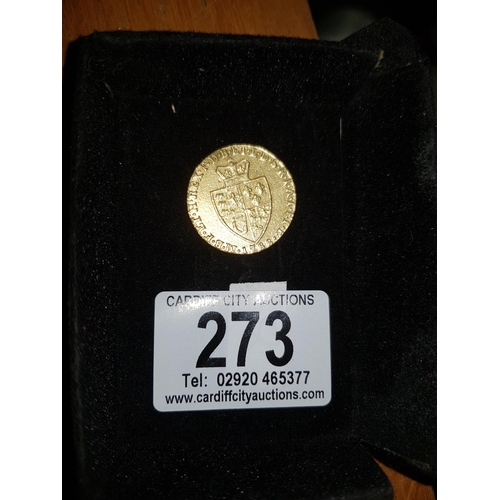 CARDIFF CITY AUCTIONS
273
Tel: 02920 465377
www.cardiffcityauctions.com